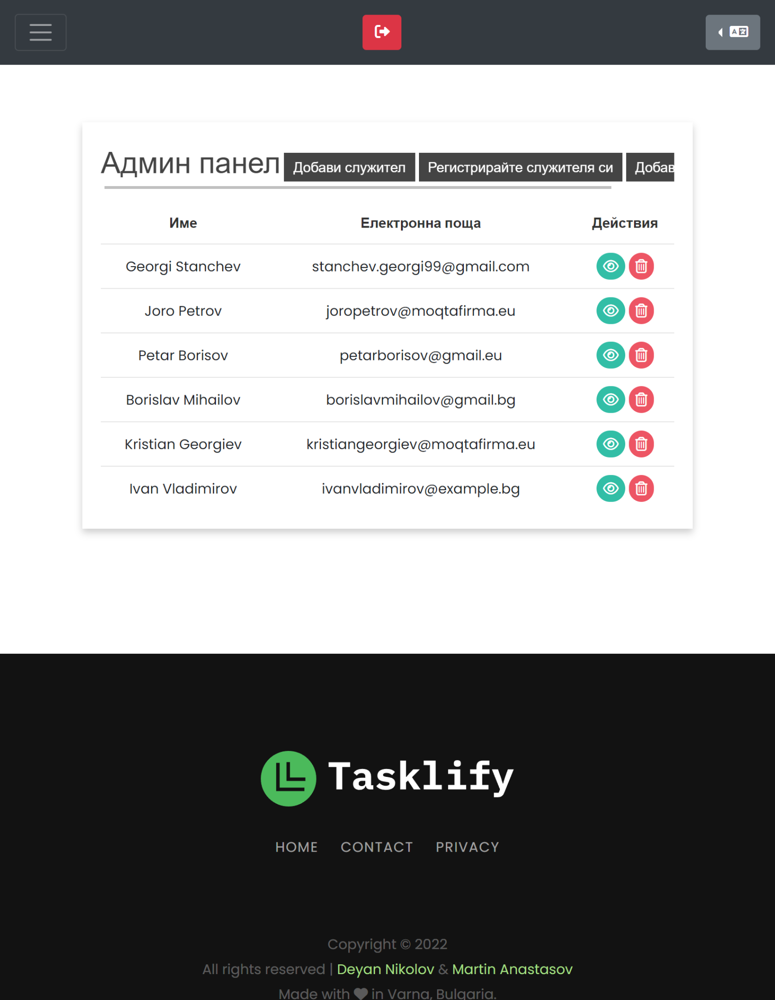 Админ панел Добави служител Регистрирайте служителя си Добав
Име Електронна поща Действия
Georgi Stanchev stanchev.georgi99@gmail.com
Joro Petrov joropetrov@moqtafirma.eu
Petar Borisov petarborisov@gmail.eu
Borislav Mihailov borislavmihailov@gmail.bg
Kristian Georgiev kristiangeorgiev@moqtafirma.eu
Ivan Vladimirov ivanvladimirov@example.bg
Tasklify
HOME CONTACT PRIVACY
Copyright © 2022
All rights reserved | Deyan Nikolov & Martin Anastasov
Made with ♥ in Varna, Bulgaria.